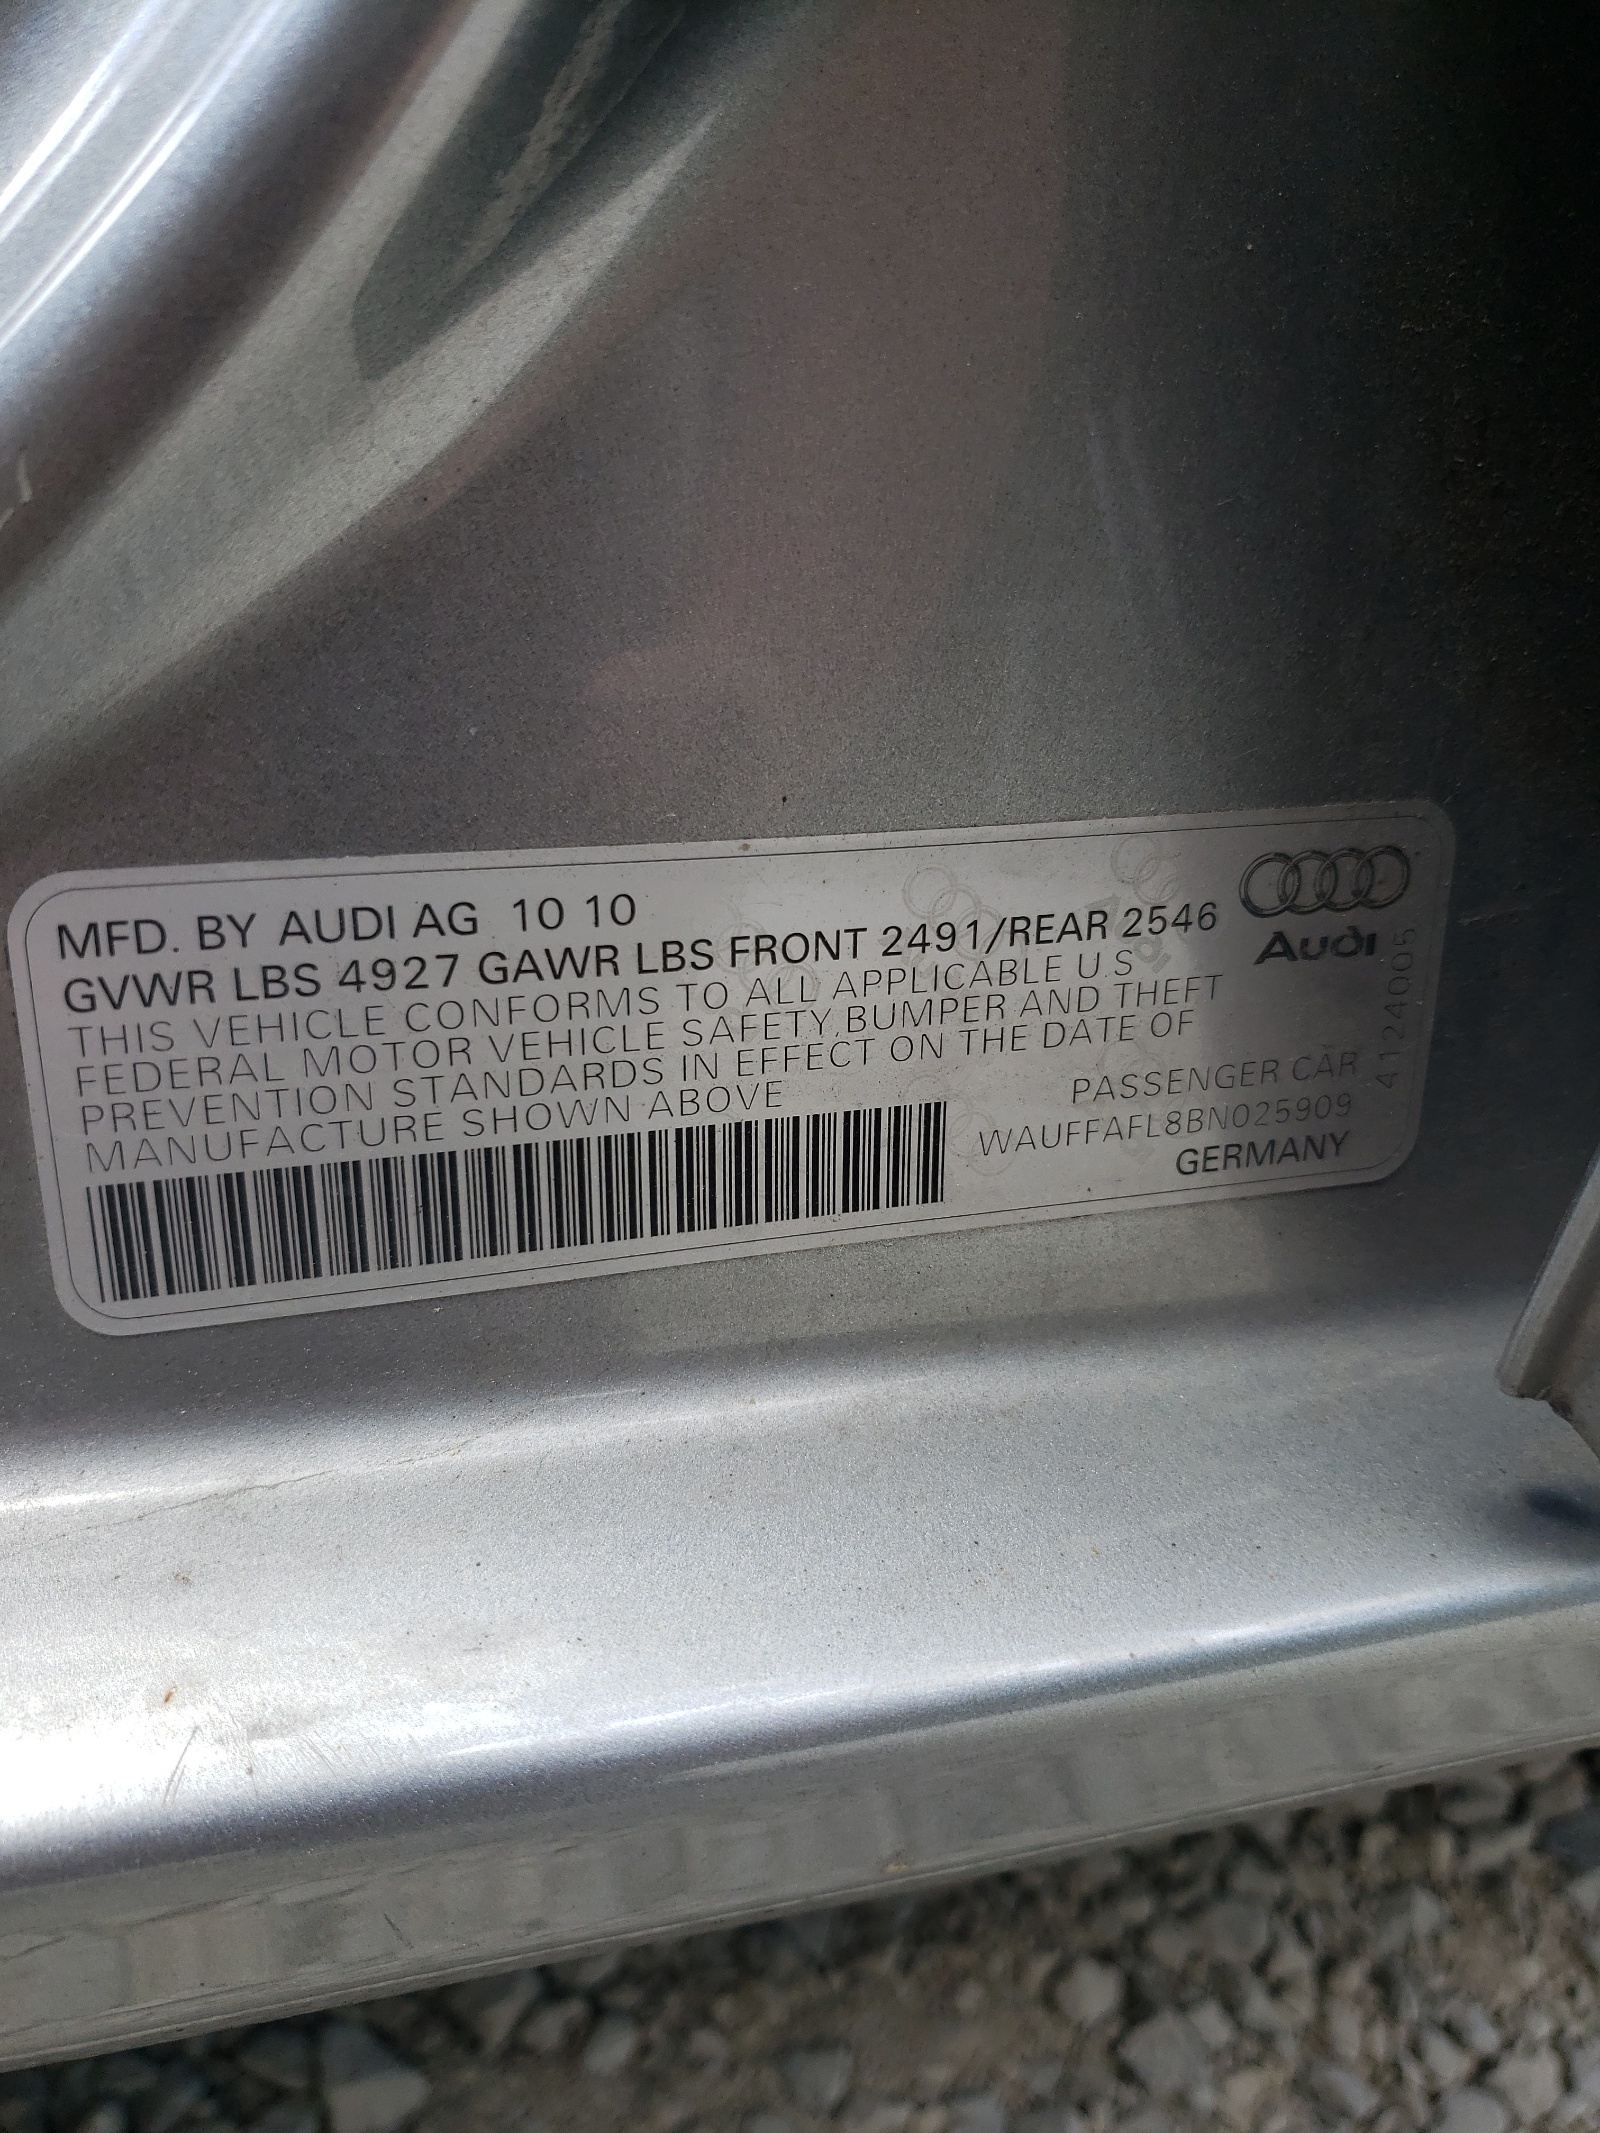 MFD. BY AUDI AG 10 10
GVWR LBS 4927 GAWR LBS FRONT 2491/REAR 2546
THIS VEHICLE CONFORMS TO ALL APPLICABLE U.S
FEDERAL MOTOR VEHICLE SAFETY, BUMPER AND THEFT
PREVENTION STANDARDS IN EFFECT ON THE DATE OF
MANUFACTURE SHOWN ABOVE
Audi
PASSENGER CAR
WAUFFAFL8BN025909
GERMANY
4124005